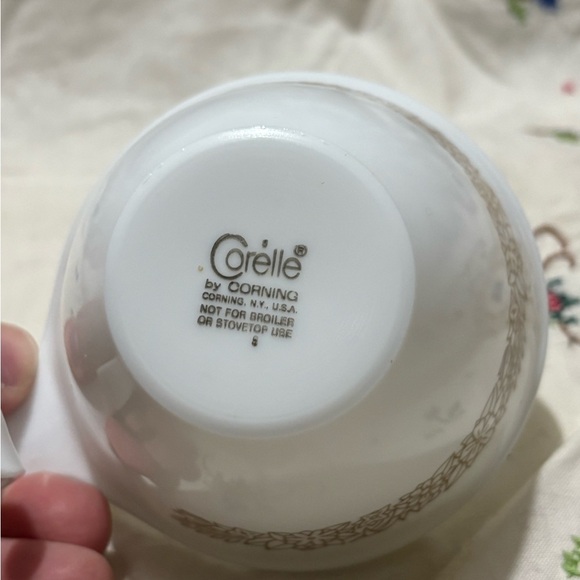 Corelle®
by CORNING
CORNING, N.Y., U.S.A.
NOT FOR BROILER
OR STOVETOP USE